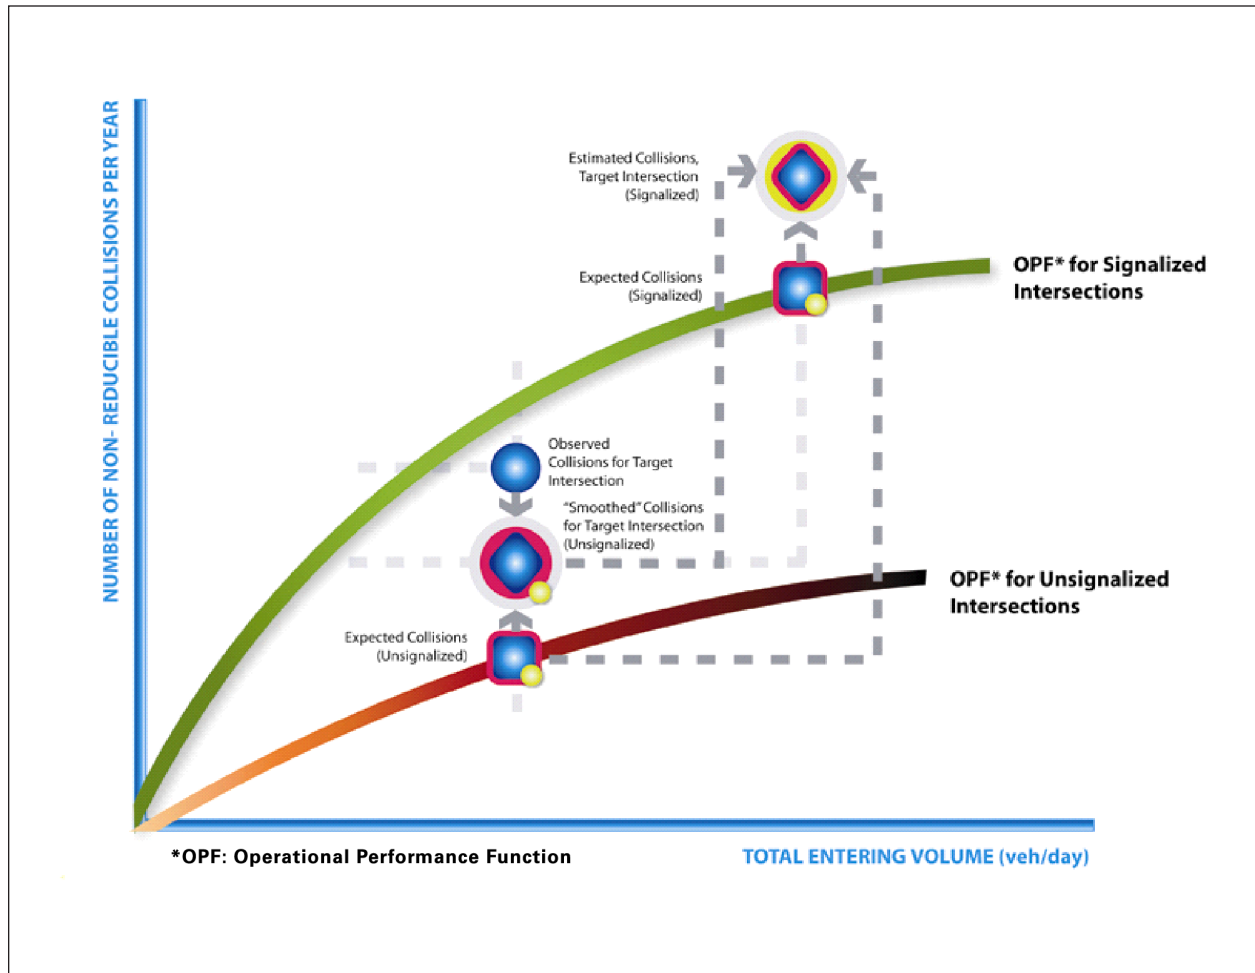 NUMBER OF NON- REDUCIBLE COLLISIONS PER YEAR
Estimated Collisions,
Target Intersection
(Signalized)
Expected Collisions
(Signalized)
OPF* for Signalized
Intersections
Observed
Collisions for Target
Intersection
“Smoothed” Collisions
for Target Intersection
(Unsignalized)
OPF* for Unsignalized
Intersections
Expected Collisions
(Unsignalized)
*OPF: Operational Performance Function
TOTAL ENTERING VOLUME (veh/day)